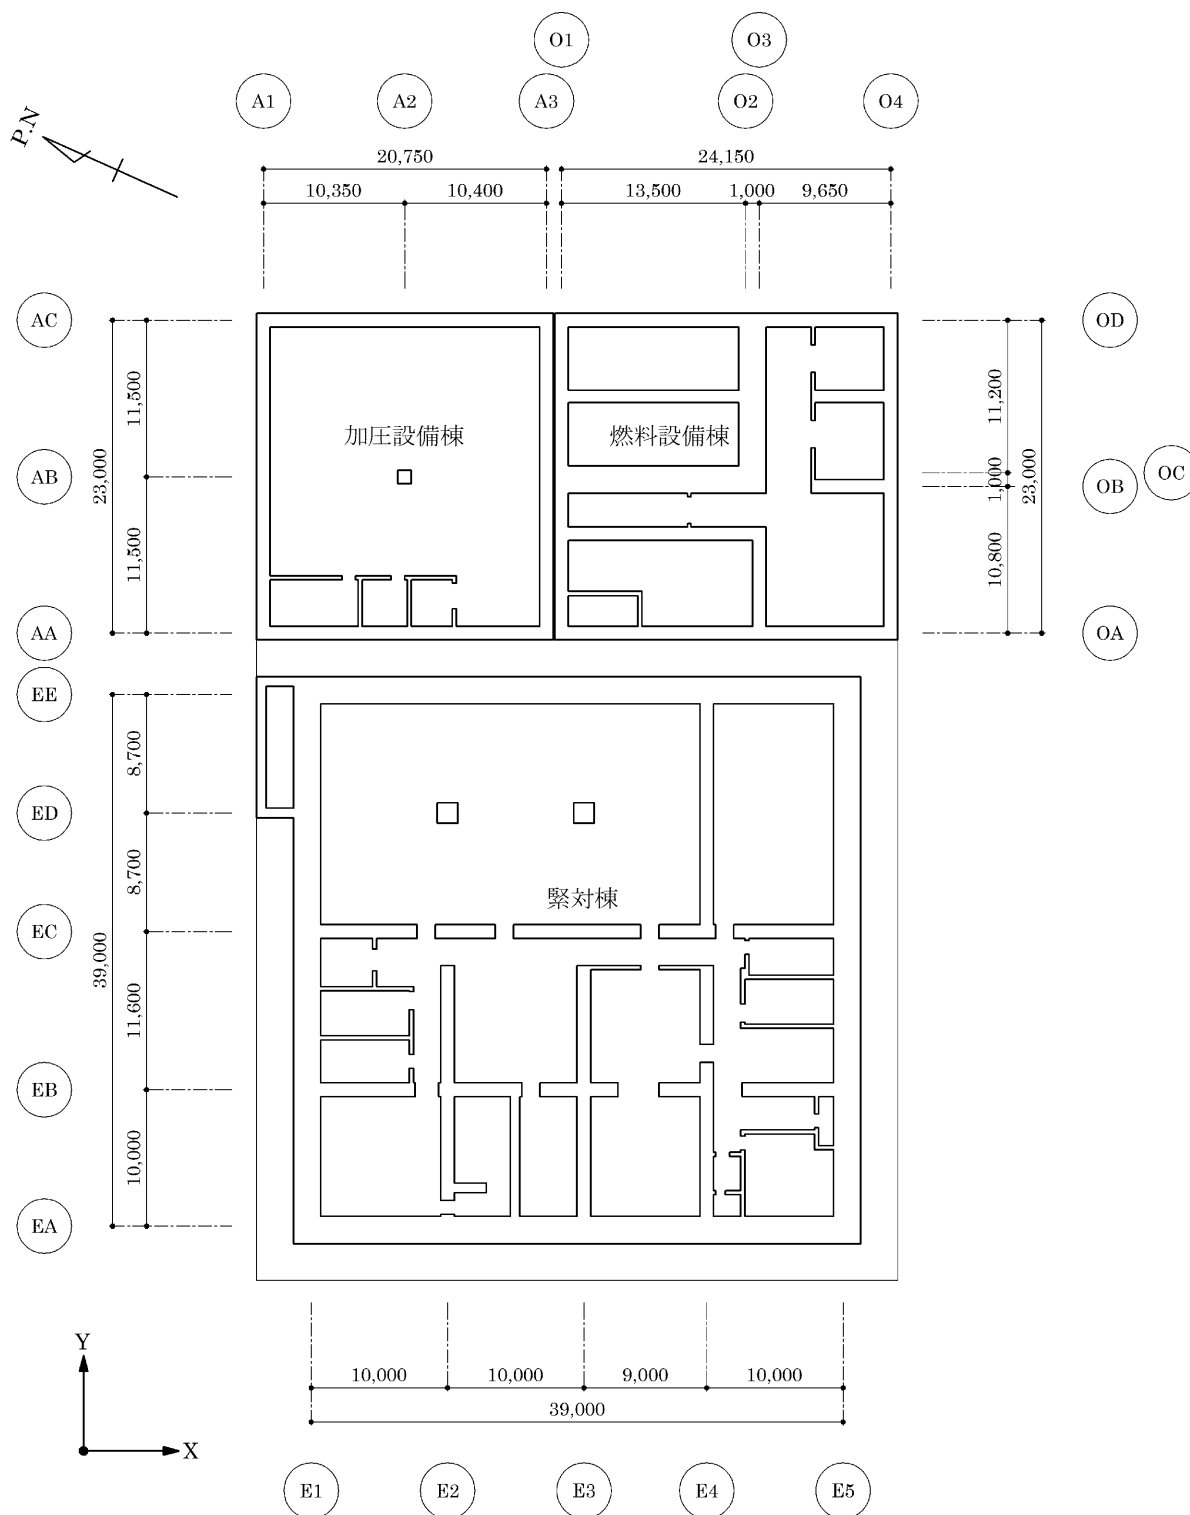 O1 O3
A1 A2 A3 O2 O4
P.N
20,750 24,150
10,350 10,400 13,500 1,000 9,650
AC OD
11,500 11,200
加圧設備棟 燃料設備棟
AB 23,000 1,000 23,000 OB OC
11,500 10,800
AA OA
EE
8,700
ED
8,700
緊対棟
EC
39,000
11,600
EB
10,000
EA
Y
X
10,000 10,000 9,000 10,000
39,000
E1 E2 E3 E4 E5